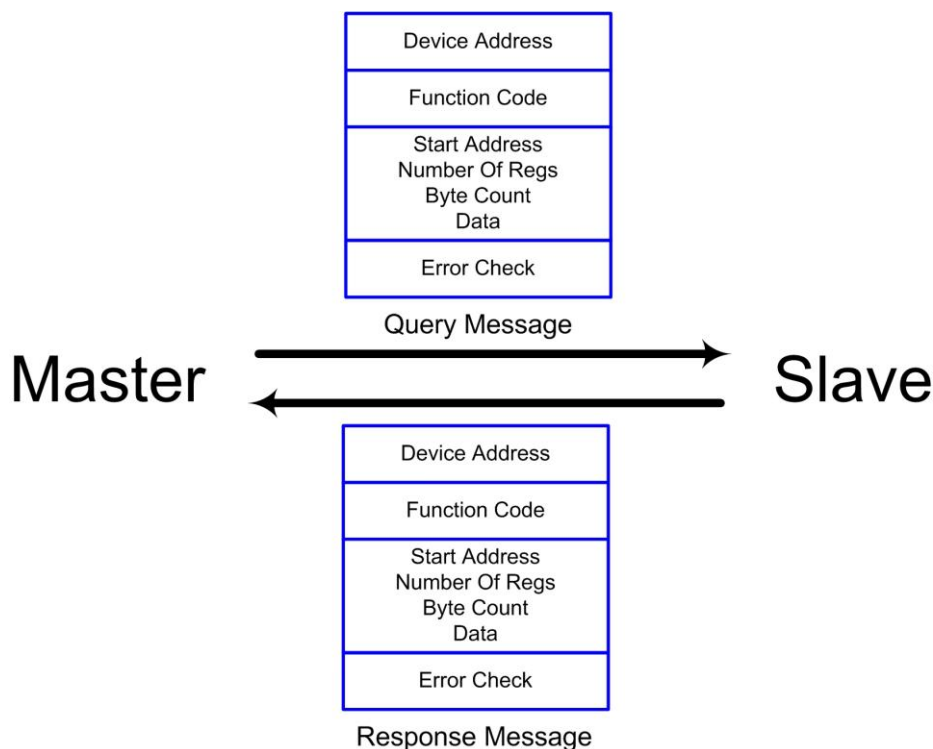 Device Address
Function Code
Start Address
Number Of Regs
Byte Count
Data
Error Check
Query Message
Master
Slave
Device Address
Function Code
Start Address
Number Of Regs
Byte Count
Data
Error Check
Response Message